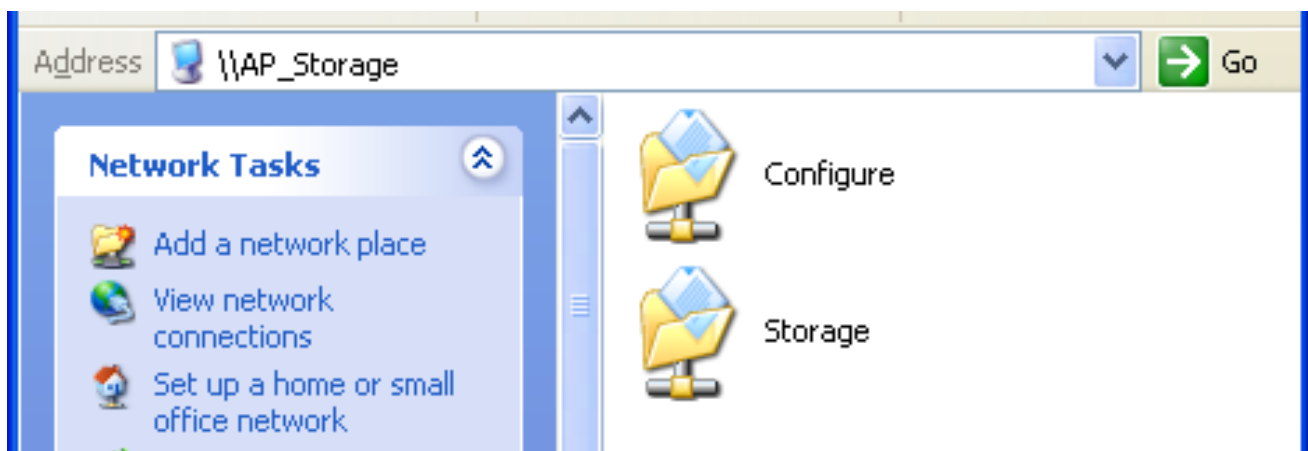 Address \\AP_Storage Go
Network Tasks
Add a network place
View network
connections
Set up a home or small
office network
Configure
Storage